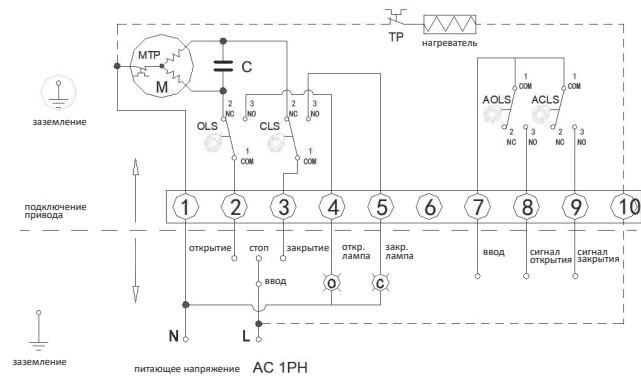 TP
нагреватель
MTP
M
C
заземление
OLS
2
NC
3
NO
1
COM
CLS
2
NC
3
NO
1
COM
AOLS
1
COM
2
NC
3
NO
ACLS
1
COM
2
NC
3
NO
подключение
привода
1 2 3 4 5 6 7 8 9 10
открытие
стоп
закрытие
откр.
лампа
закр.
лампа
ввод
сигнал
открытия
сигнал
закрытия
ввод
O
C
N
L
заземление
питающее напряжение AC 1PH